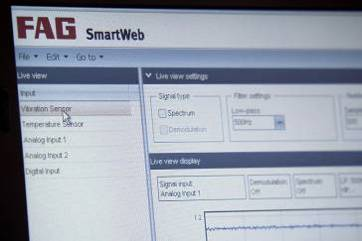 FAG SmartWeb
File Edit Go to
Live view
Input
Vibration Sensor
Temperature Sensor
Analog Input 1
Analog Input 2
Digital Input
Live view settings
Signal type
Spectrum
Demodulation
Filter settings
Low-pass
500Hz
Live view display
Signal input
Analog Input 1
Demodulation
Off
Spectrum
Off
1.2